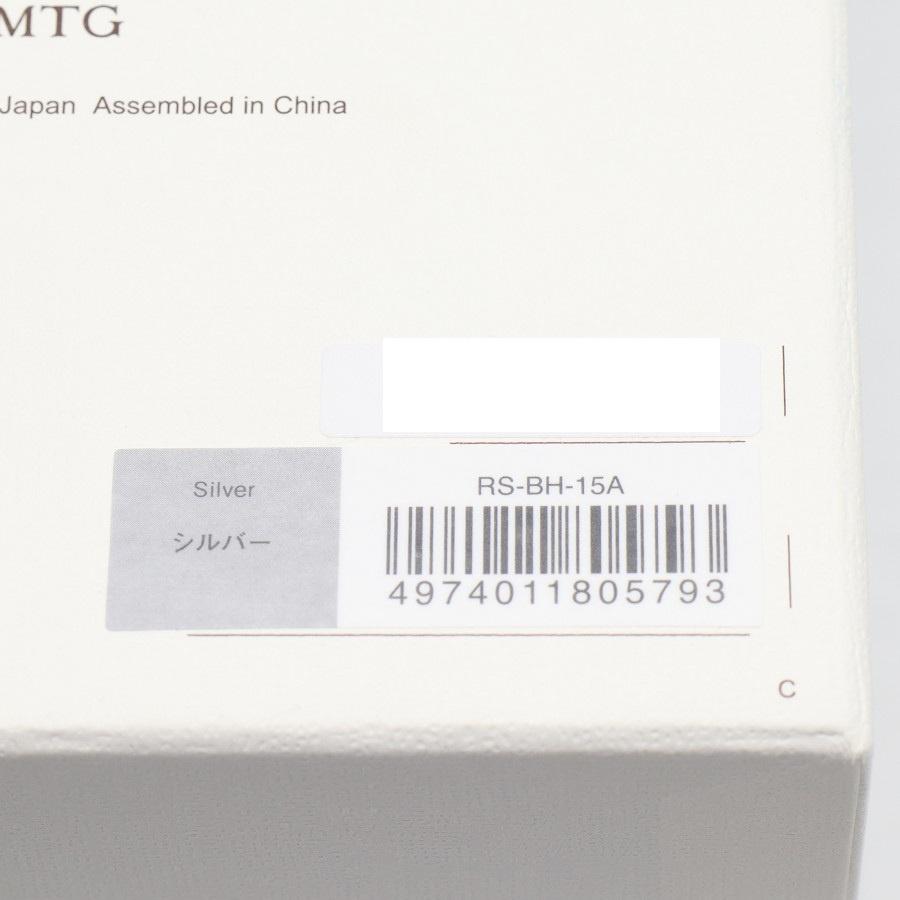 MTG
Japan Assembled in China
Silver
シルバー
RS-BH-15A
4974011805793
C